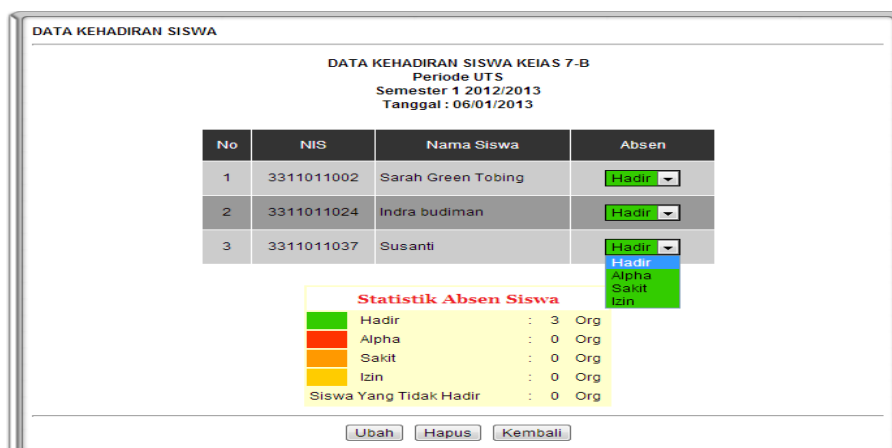 DATA KEHADIRAN SISWA
DATA KEHADIRAN SISWA KElAS 7-B
Periode UTS
Semester 1 2012/2013
Tanggal : 06/01/2013
No NIS Nama Siswa Absen
1 3311011002 Sarah Green Tobing Hadir
2 3311011024 Indra budiman Hadir
3 3311011037 Susanti Hadir
Hadir
Alpha
Sakit
Izin
Statistik Absen Siswa
Hadir : 3 Org
Alpha : 0 Org
Sakit : 0 Org
Izin : 0 Org
Siswa Yang Tidak Hadir : 0 Org
Ubah Hapus Kembali